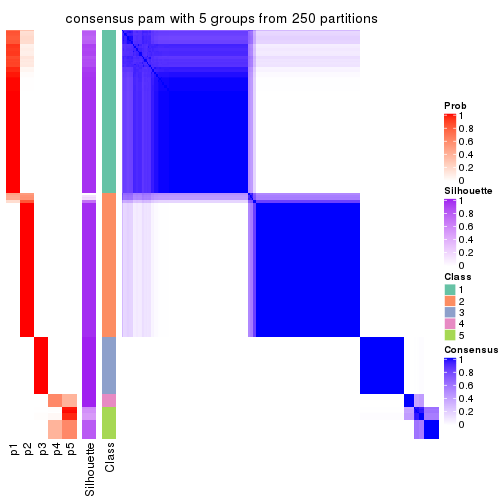 consensus pam with 5 groups from 250 partitions
Prob
1
0.8
0.6
0.4
0.2
0
Silhouette
1
0.8
0.6
0.4
0.2
0
Class
1
2
3
4
5
Consensus
1
0.8
0.6
0.4
0.2
0
p1
p2
p3
p4
p5
Silhouette
Class